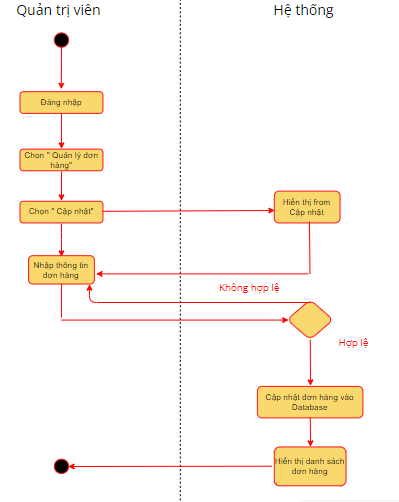 Quản trị viên
Hệ thống
Đăng nhập
Chọn " Quản lý đơn
hàng"
Chọn " Cập nhật"
Hiển thị from
Cập nhật
Nhập thông tin
đơn hàng
Không hợp lệ
Hợp lệ
Cập nhật đơn hàng vào
Database
Hiển thị danh sách
đơn hàng